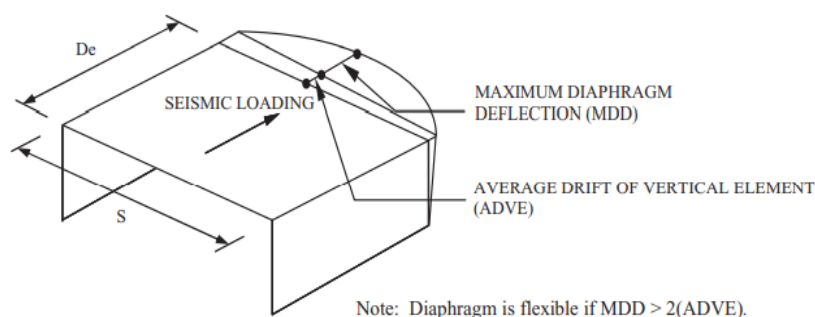 De
SEISMIC LOADING
MAXIMUM DIAPHRAGM
DEFLECTION (MDD)
AVERAGE DRIFT OF VERTICAL ELEMENT
(ADVE)
S
Note: Diaphragm is flexible if MDD > 2(ADVE).